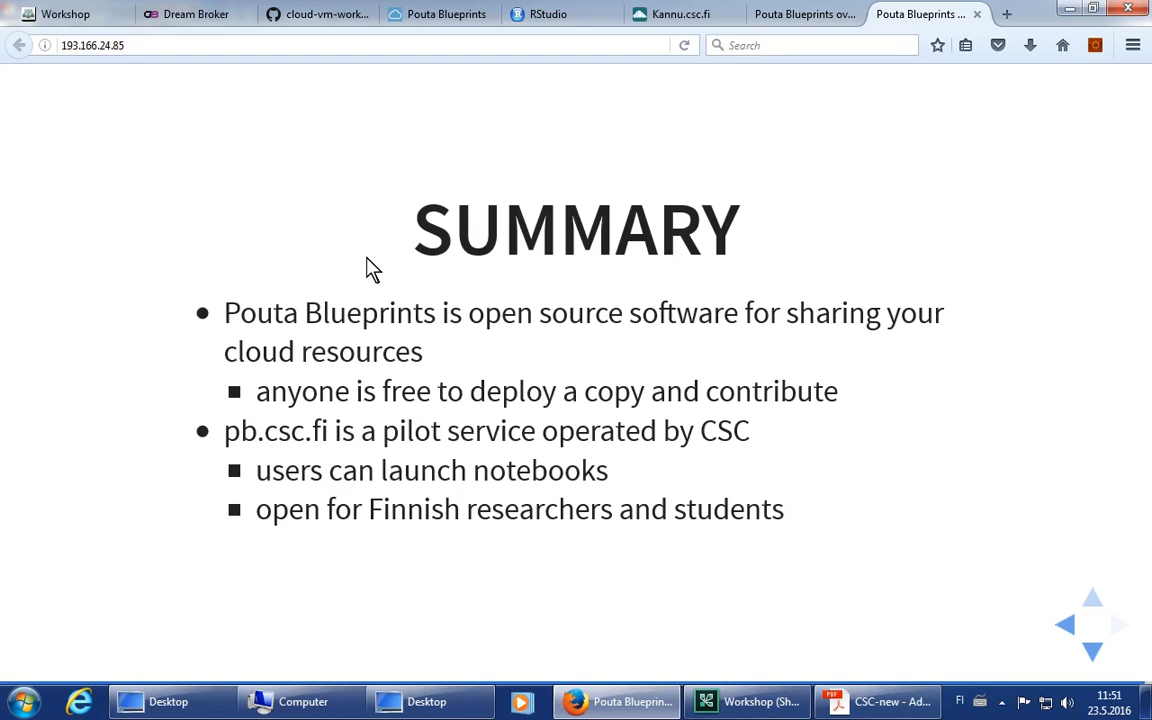 Workshop
Dream Broker
cloud-vm-work...
Pouta Blueprints
RStudio
Kannu.csc.fi
Pouta Blueprints ov...
Pouta Blueprints ...
193.166.24.85
Search
SUMMARY
Pouta Blueprints is open source software for sharing your
cloud resources
anyone is free to deploy a copy and contribute
pb.csc.fi is a pilot service operated by CSC
users can launch notebooks
open for Finnish researchers and students
Desktop
Computer
Desktop
Pouta Blueprin...
Workshop (Sh...
CSC-new - Ad...
FI
11:51
23.5.2016